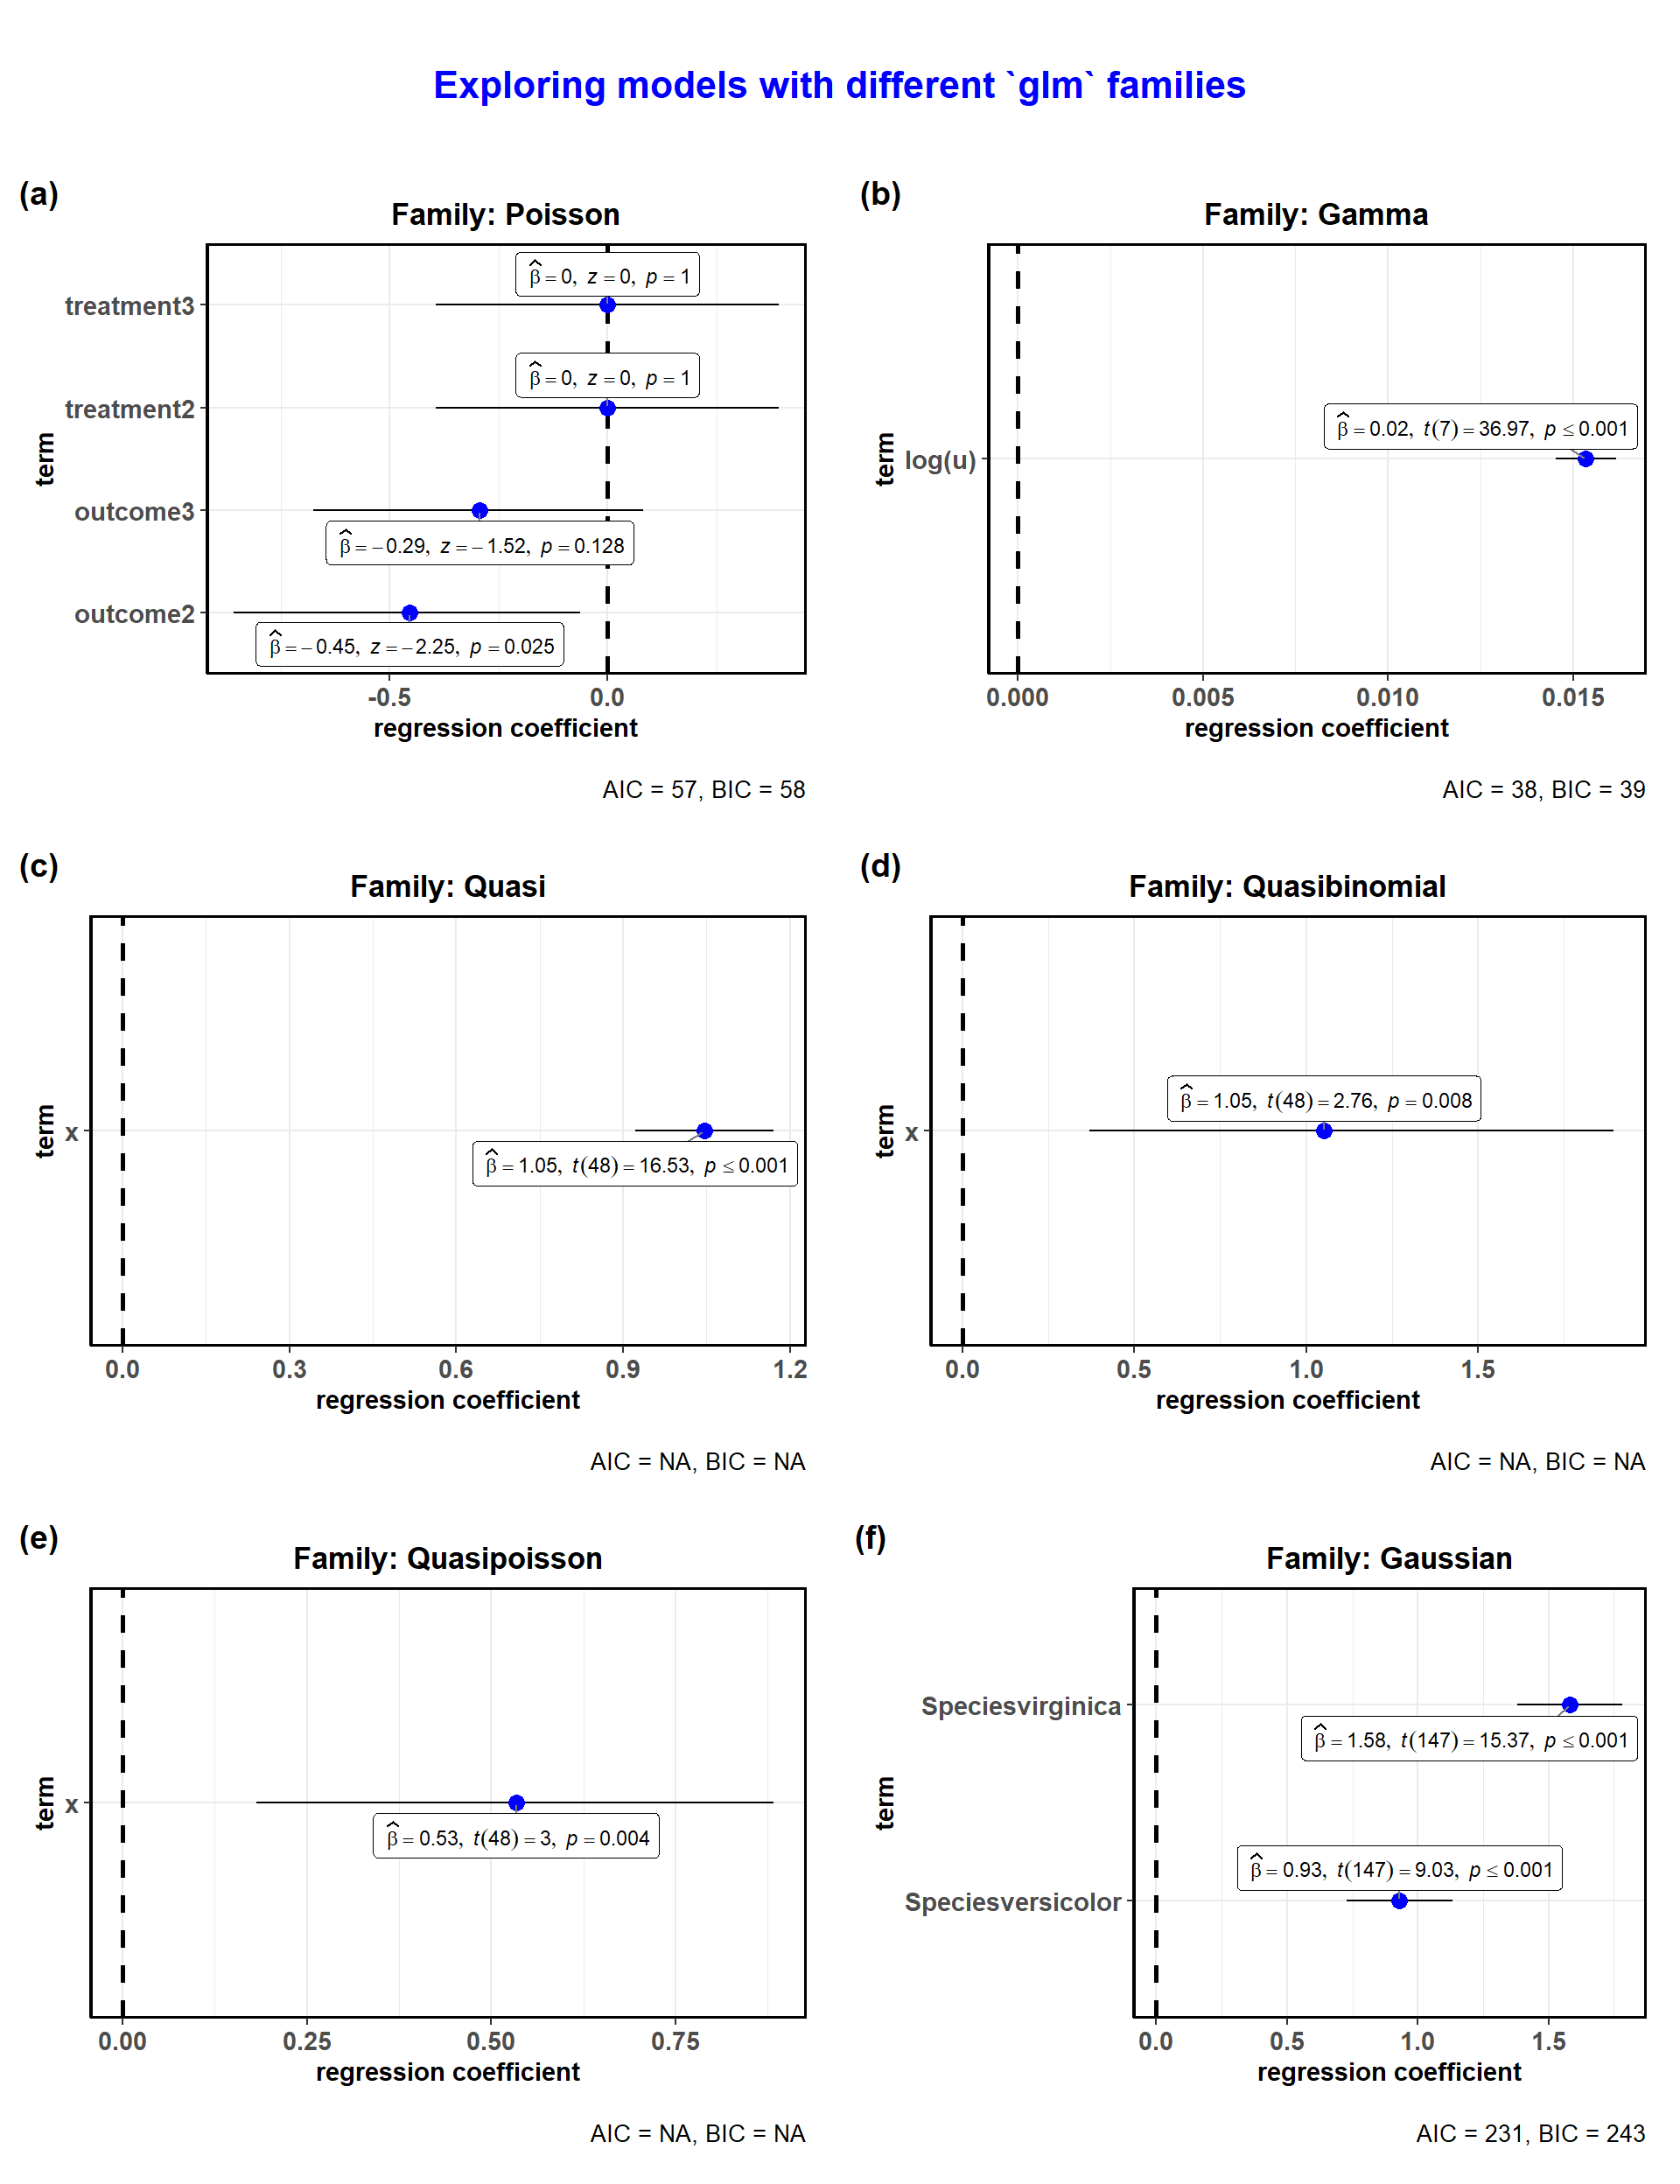 Exploring models with different `glm` families
(a)
Family: Poisson
term
treatment3
treatment2
outcome3
outcome2
β̂ = 0, z = 0, p = 1
β̂ = 0, z = 0, p = 1
β̂ = −0.29, z = −1.52, p = 0.128
β̂ = −0.45, z = −2.25, p = 0.025
-0.5 0.0
regression coefficient
AIC = 57, BIC = 58
(b)
Family: Gamma
term
log(u)
β̂ = 0.02, t(7) = 36.97, p ≤ 0.001
0.000 0.005 0.010 0.015
regression coefficient
AIC = 38, BIC = 39
(c)
Family: Quasi
term
x
β̂ = 1.05, t(48) = 16.53, p ≤ 0.001
0.0 0.3 0.6 0.9 1.2
regression coefficient
AIC = NA, BIC = NA
(d)
Family: Quasibinomial
term
x
β̂ = 1.05, t(48) = 2.76, p = 0.008
0.0 0.5 1.0 1.5
regression coefficient
AIC = NA, BIC = NA
(e)
Family: Quasipoisson
term
x
β̂ = 0.53, t(48) = 3, p = 0.004
0.00 0.25 0.50 0.75
regression coefficient
AIC = NA, BIC = NA
(f)
Family: Gaussian
term
Speciesvirginica
Speciesversicolor
β̂ = 1.58, t(147) = 15.37, p ≤ 0.001
β̂ = 0.93, t(147) = 9.03, p ≤ 0.001
0.0 0.5 1.0 1.5
regression coefficient
AIC = 231, BIC = 243